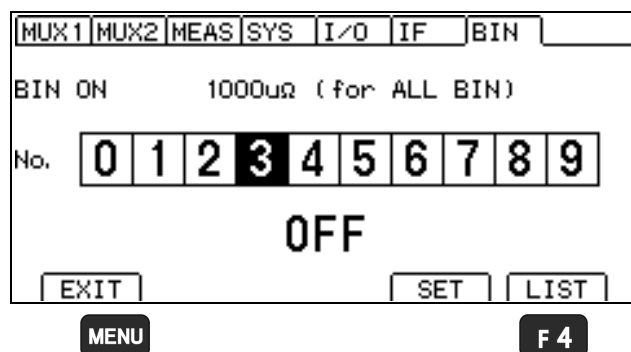 MUX1 MUX2 MEAS SYS I/O IF BIN
BIN ON 1000uΩ (for ALL BIN)
No. 0 1 2 3 4 5 6 7 8 9
OFF
EXIT SET LIST
MENU F4